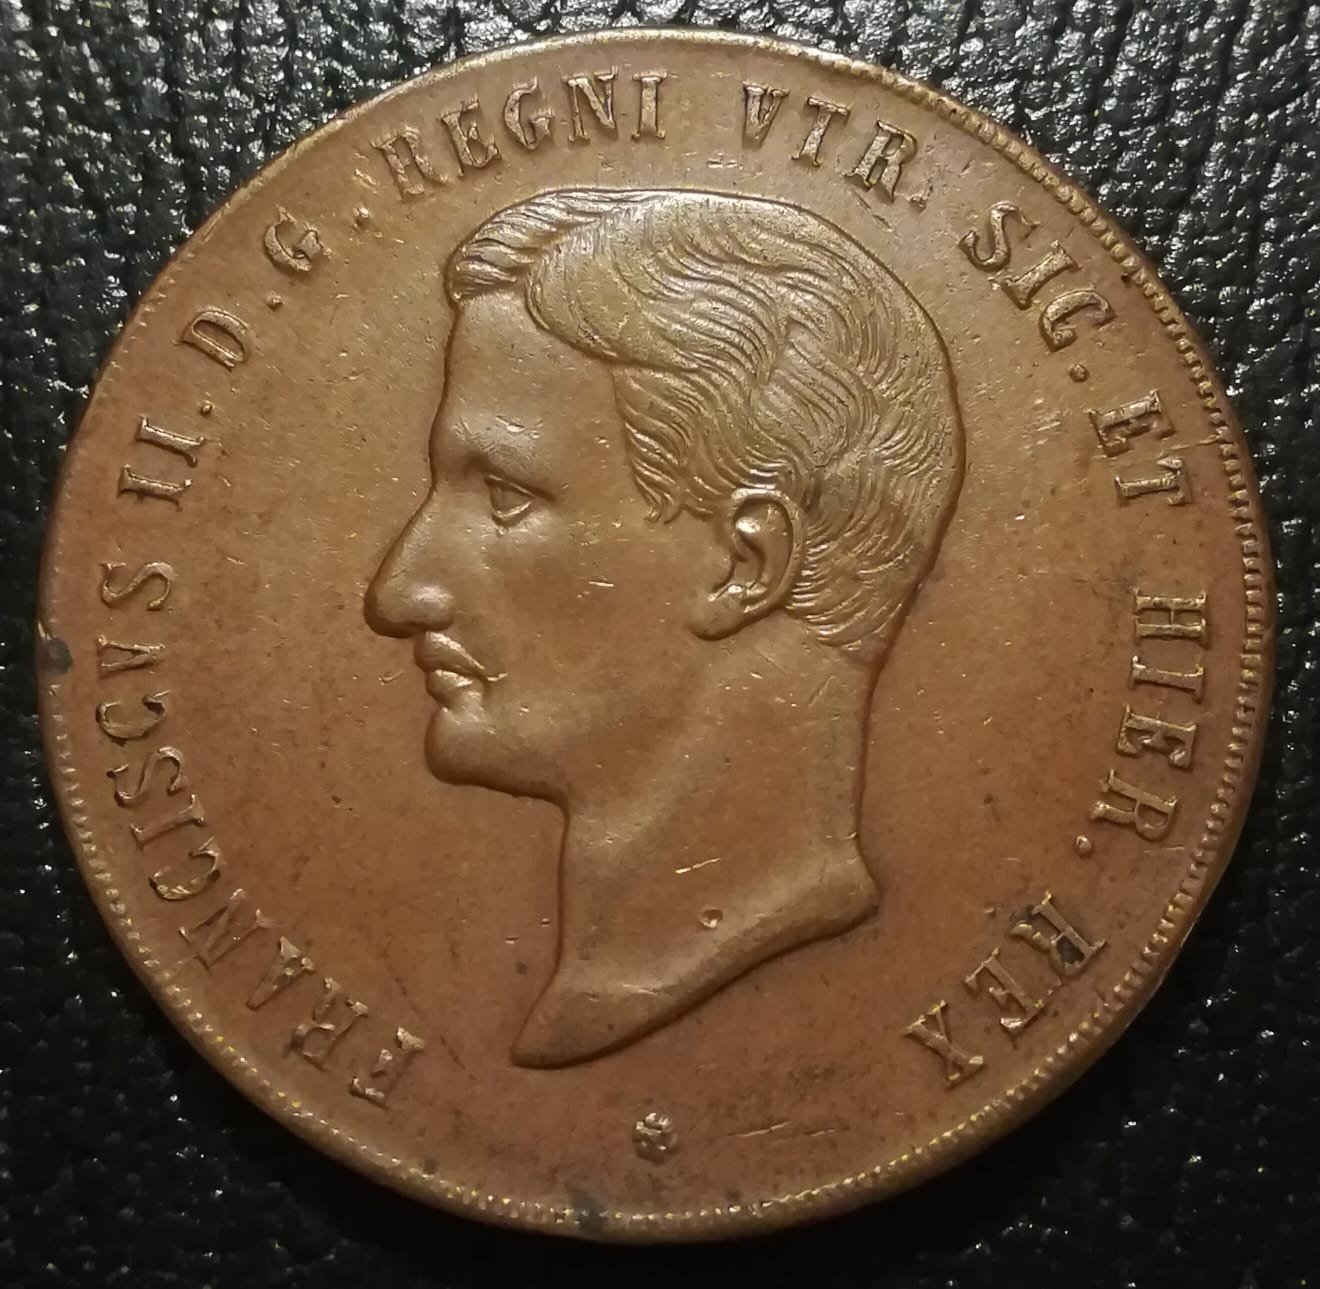 FRANCISCVS II. D. G. REGNI VTR. SIC. ET HIER. REX